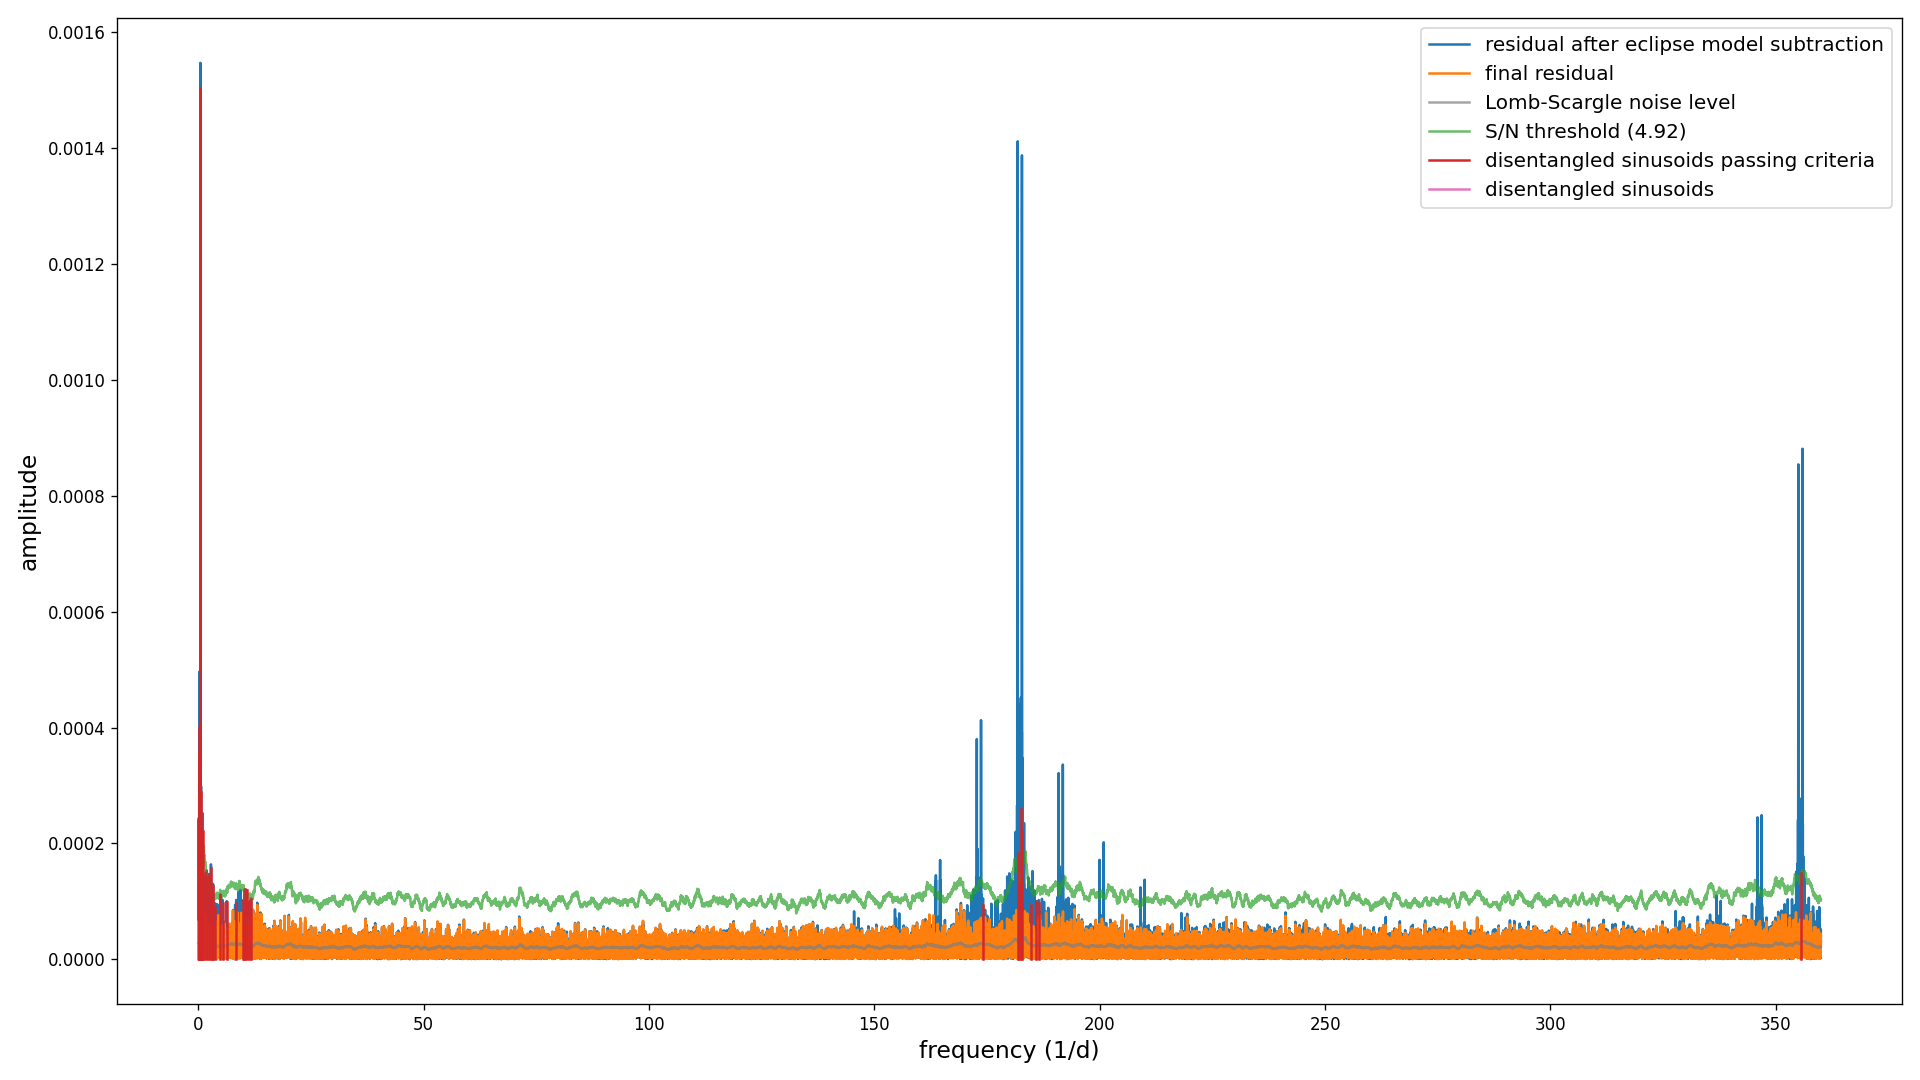 0.0016
0.0014
0.0012
0.0010
0.0008
0.0006
0.0004
0.0002
0.0000
amplitude
residual after eclipse model subtraction
final residual
Lomb-Scargle noise level
S/N threshold (4.92)
disentangled sinusoids passing criteria
disentangled sinusoids
0 50 100 150 200 250 300 350
frequency (1/d)